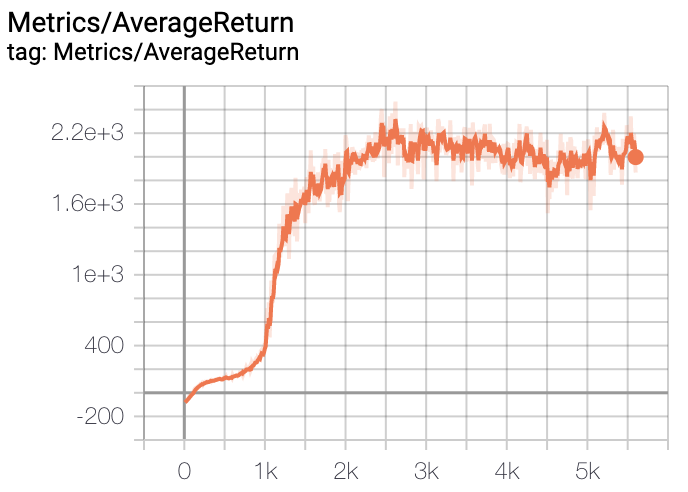 Metrics/AverageReturn
tag: Metrics/AverageReturn
2.2e+3
1.6e+3
1e+3
400
-200
0 1k 2k 3k 4k 5k